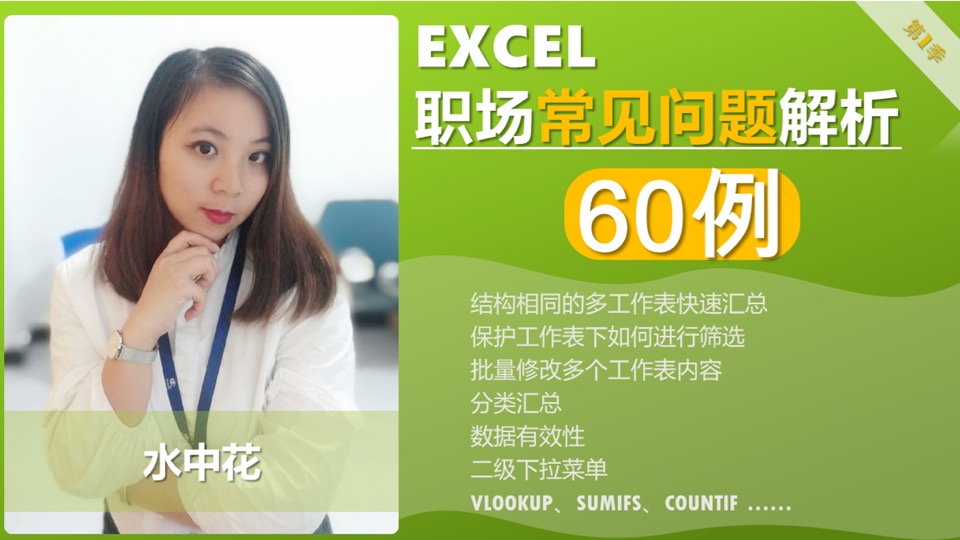 第1季
EXCEL
职场常见问题解析
60例
结构相同的多工作表快速汇总
保护工作表下如何进行筛选
批量修改多个工作表内容
分类汇总
数据有效性
二级下拉菜单
VLOOKUP、SUMIFS、COUNTIF ......
水中花